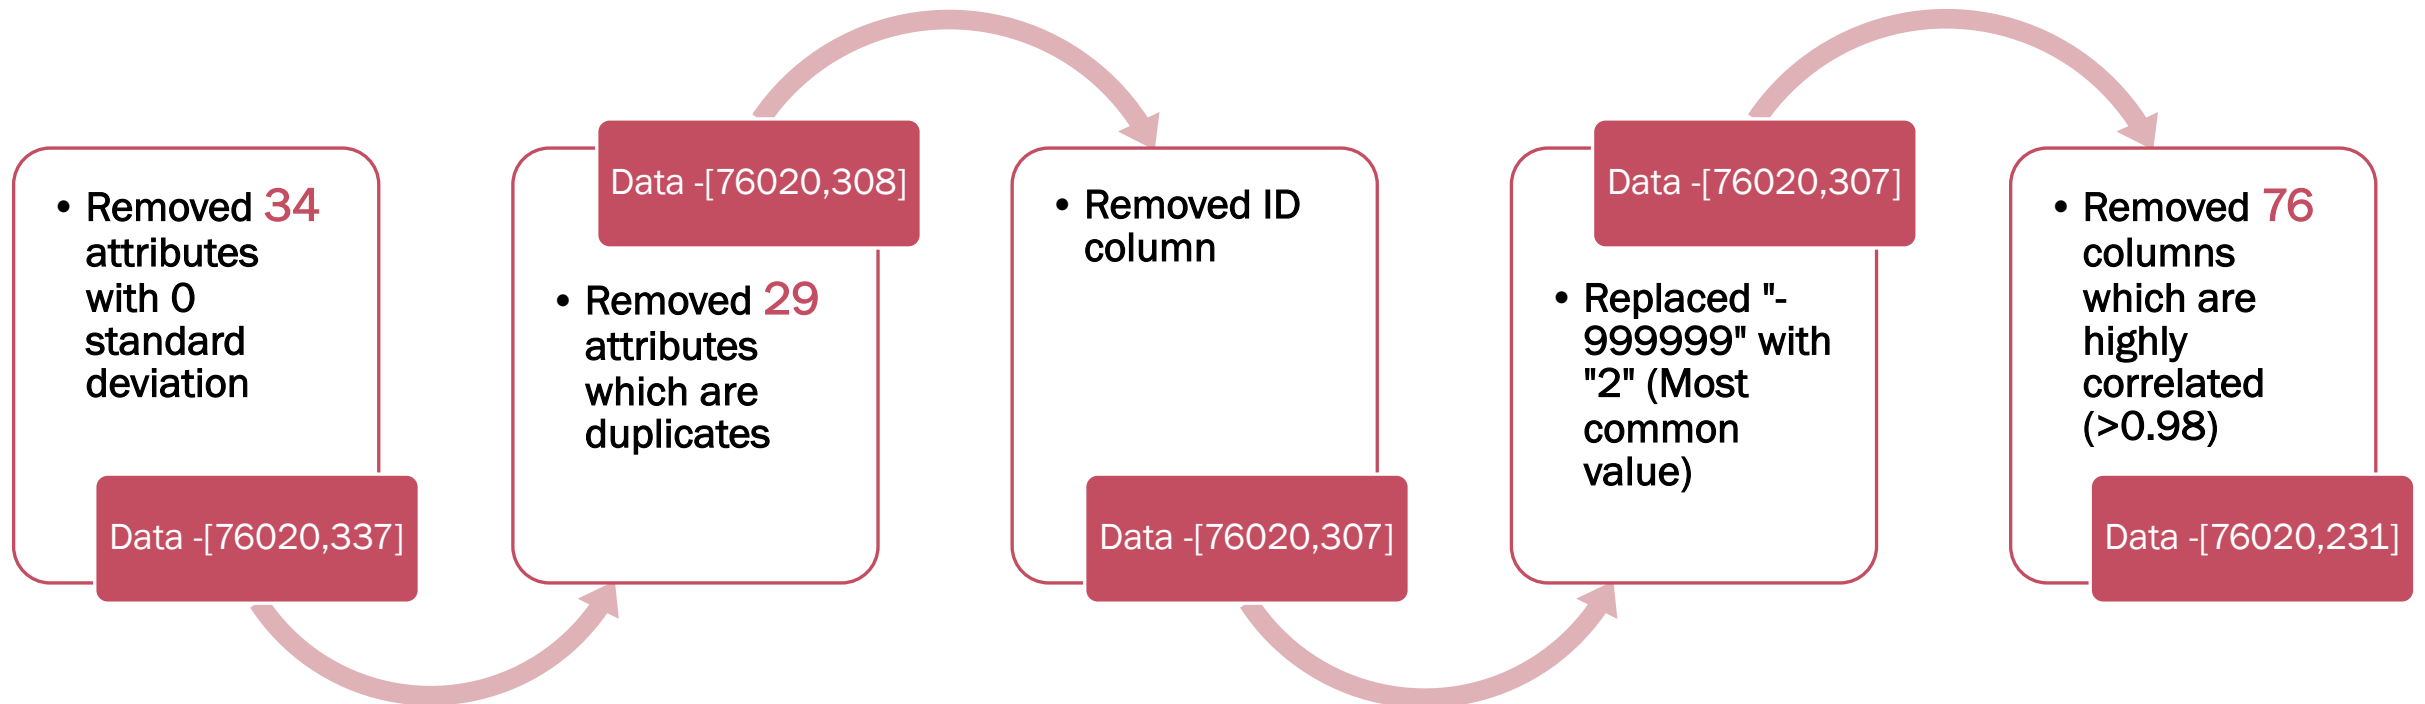 • Removed 34
attributes
with 0
standard
deviation
Data -[76020,337]
Data -[76020,308]
• Removed 29
attributes
which are
duplicates
• Removed ID
column
Data -[76020,307]
Data -[76020,307]
• Replaced "-
999999" with
"2" (Most
common
value)
• Removed 76
columns
which are
highly
correlated
(>0.98)
Data -[76020,231]